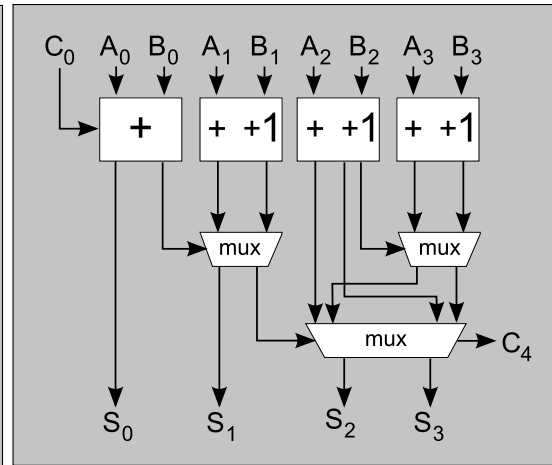 C0 A0 B0 A1 B1 A2 B2 A3 B3
+ + +1 + +1 + +1
mux mux
mux C4
S0 S1 S2 S3